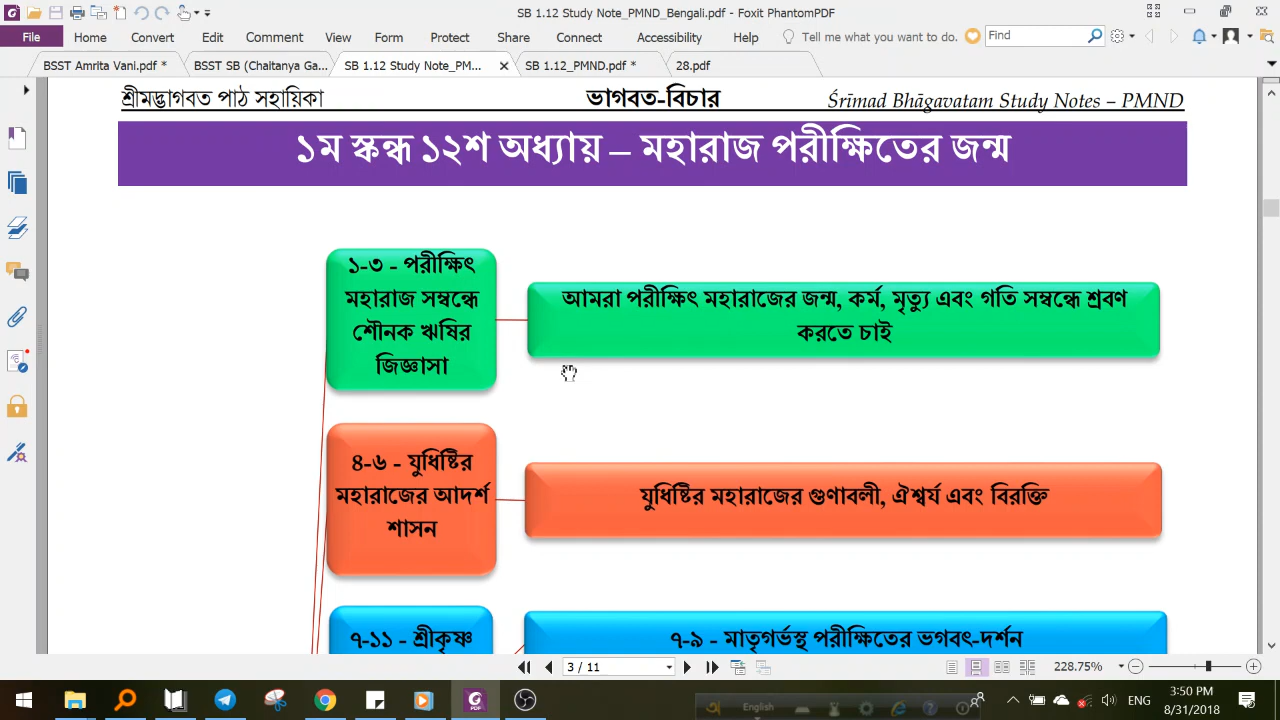 SB 1.12 Study Note_PMND_Bengali.pdf - Foxit PhantomPDF
File Home Convert Edit Comment View Form Protect Share Connect Accessibility Help Tell me what you want to do. Find
BSST Amrita Vani.pdf * BSST SB (Chaitanya Ga... SB 1.12 Study Note_PM... SB 1.12_PMND.pdf * 28.pdf
শ্রীমদ্ভাগবত পাঠ সহায়িকা ভাগবত-বিচার Śrīmad Bhāgavatam Study Notes – PMND
১ম স্কন্ধ ১২শ অধ্যায় – মহারাজ পরীক্ষিতের জন্ম
১-৩ - পরীক্ষিৎ
মহারাজ সম্বন্ধে
শৌনক ঋষির
জিজ্ঞাসা
আমরা পরীক্ষিৎ মহারাজের জন্ম, কর্ম, মৃত্যু এবং গতি সম্বন্ধে শ্রবণ
করতে চাই
৪-৬ - যুধিষ্টির
মহারাজের আদর্শ
শাসন
যুধিষ্টির মহারাজের গুণাবলী, ঐশ্বর্য এবং বিরক্তি
৭-১১ - শ্রীকৃষ্ণ
৭-৯ - মাতৃগর্ভস্থ পরীক্ষিতের ভগবৎ-দর্শন
3 / 11 228.75%
English
ENG
3:50 PM
8/31/2018